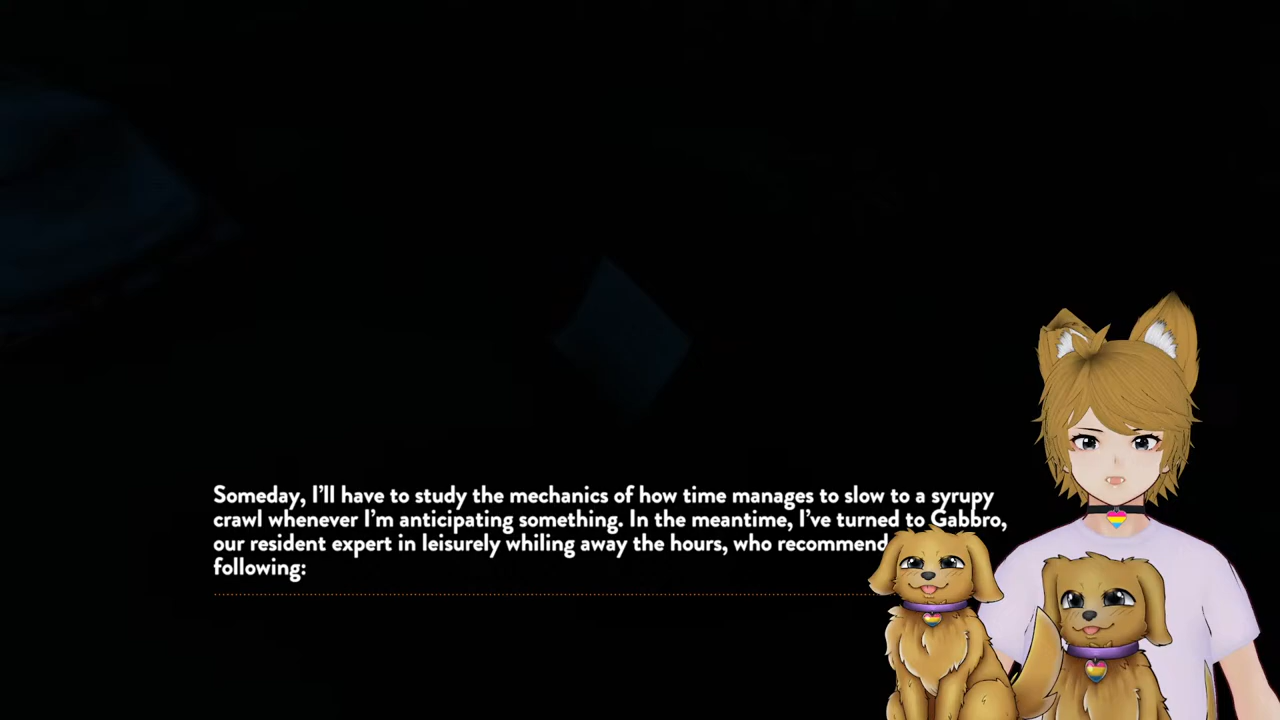 Someday, I'll have to study the mechanics of how time manages to slow to a syrupy
crawl whenever I'm anticipating something. In the meantime, I've turned to Gabbro,
our resident expert in leisurely whiling away the hours, who recommend
following: